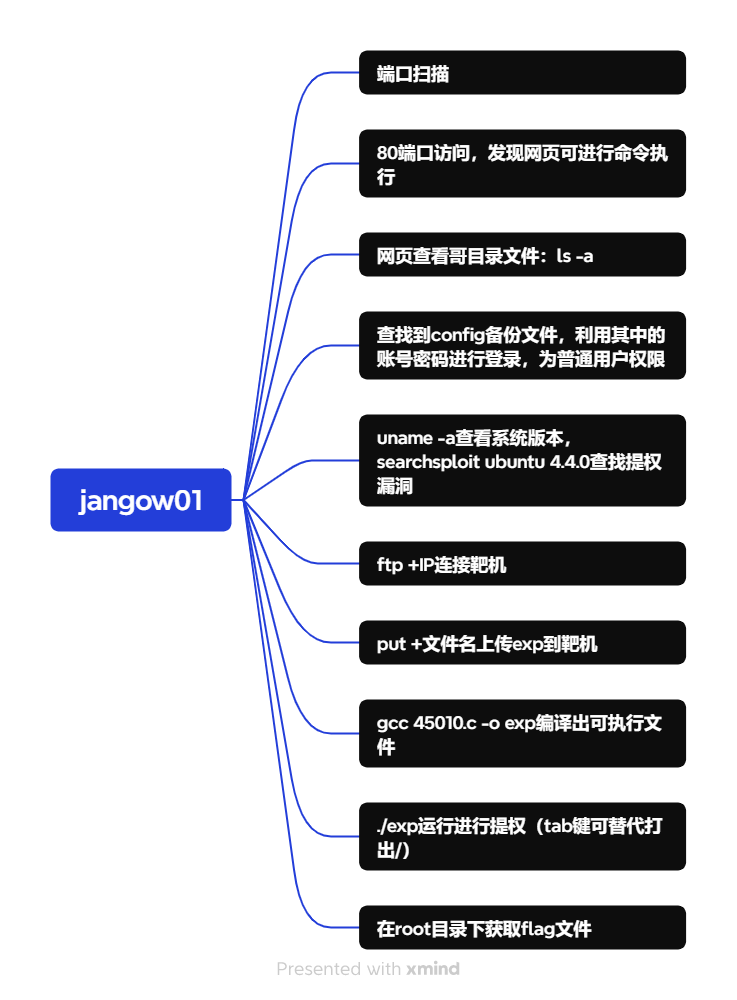 jangow01
端口扫描
80端口访问，发现网页可进行命令执
行
网页查看哥目录文件：ls -a
查找到config备份文件，利用其中的
账号密码进行登录，为普通用户权限
uname -a查看系统版本，
searchsploit ubuntu 4.4.0查找提权
漏洞
ftp +IP连接靶机
put +文件名上传exp到靶机
gcc 45010.c -o exp编译出可执行文
件
./exp运行进行提权（tab键可替代打
出/）
在root目录下获取flag文件
Presented with xmind